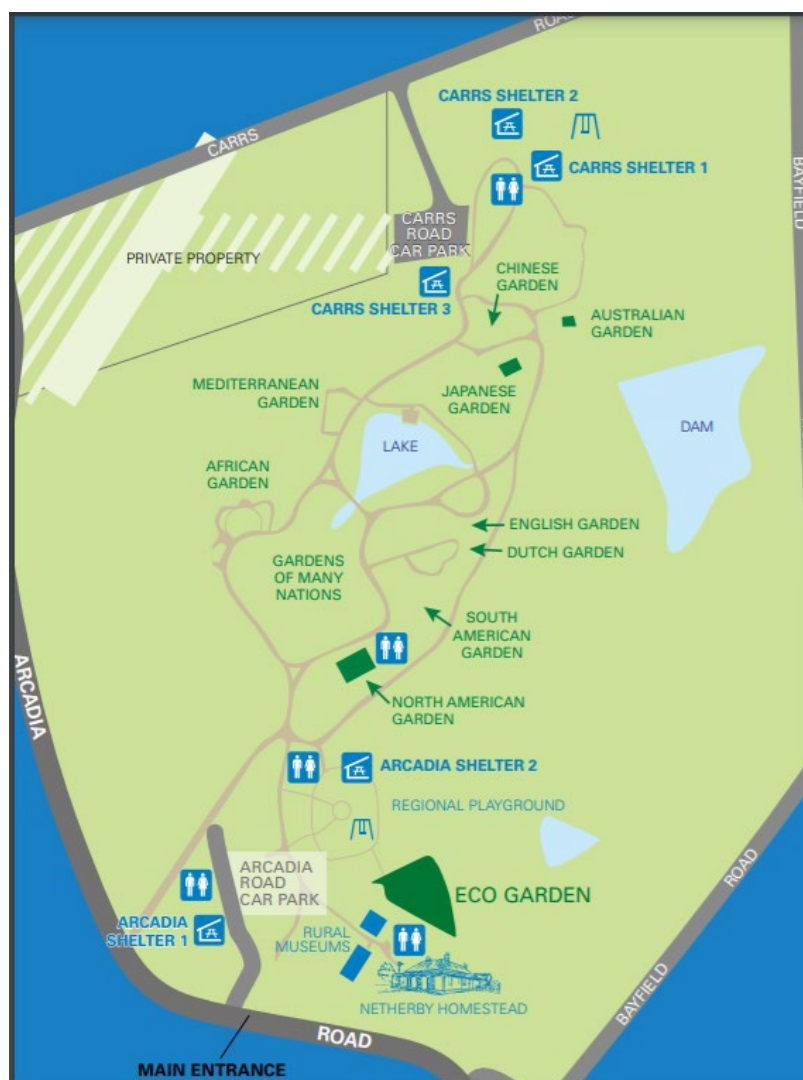 ROAD
CARRS SHELTER 2
CARRS
CARRS SHELTER 1
BAYFIELD
PRIVATE PROPERTY
CARRS
ROAD
CAR PARK
CHINESE
GARDEN
CARRS SHELTER 3
AUSTRALIAN
GARDEN
MEDITERRANEAN
GARDEN
JAPANESE
GARDEN
LAKE
DAM
AFRICAN
GARDEN
ENGLISH GARDEN
DUTCH GARDEN
GARDENS
OF MANY
NATIONS
SOUTH
AMERICAN
GARDEN
ARCADIA
NORTH AMERICAN
GARDEN
ARCADIA SHELTER 2
REGIONAL PLAYGROUND
ARCADIA
ROAD
CAR PARK
ROAD
ECO GARDEN
ARCADIA
SHELTER 1
RURAL
MUSEUMS
NETHERBY HOMESTEAD
BAYFIELD
ROAD
MAIN ENTRANCE